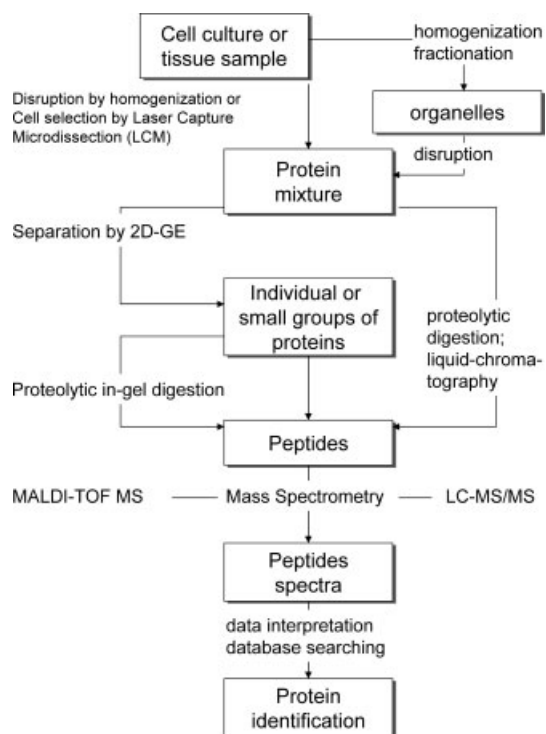 Cell culture or
tissue sample
homogenization
fractionation
Disruption by homogenization or
Cell selection by Laser Capture
Microdissection (LCM)
organelles
disruption
Protein
mixture
Separation by 2D-GE
Individual or
small groups of
proteins
proteolytic
digestion;
liquid-chroma-
tography
Proteolytic in-gel digestion
Peptides
MALDI-TOF MS
Mass Spectrometry
LC-MS/MS
Peptides
spectra
data interpretation
database searching
Protein
identification